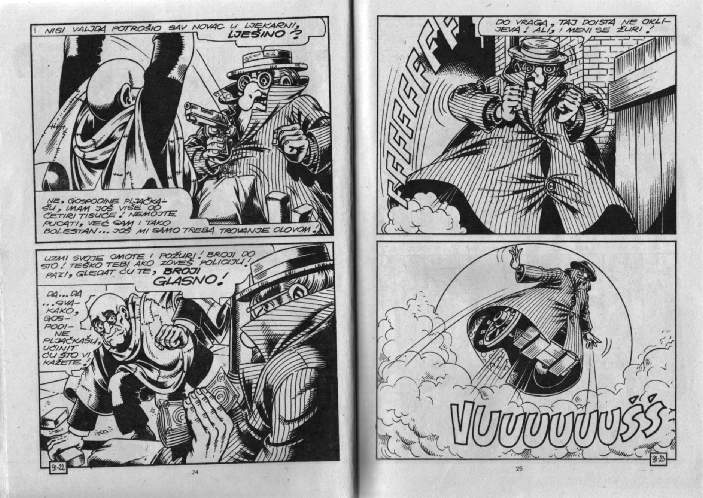 I NISI VALJDA POTROŠIO SAV NOVAC U LJEKARNI,
LJEŠINO?
NE, GOSPODINE PLJAČKA-
ŠU, IMAM JOŠ VIŠE OD
ČETIRI TISUĆE! NEMOJTE
PUCATI, VEĆ SAM I TAKO
BOLESTAN... JOŠ MI SAMO TREBA TROVANJE OLOVOM!
UZMI SVOJE OMOTE I POŽURI! BROJI DO
STO! TEŠKO TEBI AKO ZOVEŠ POLICIJU!
PAZI, GLEDAT ĆU TE, BROJI
GLASNO!
DA...DA
...SVA-
KAKO,
GOS-
PODI-
NE
PLJAČKAŠU,
UČINIT
ĆU ŠTO VI
KAŽETE
24
DO VRAGA, TAJ DOISTA NE OKLI-
JEVA! ALI, I MENI SE ŽURI!
FFFFFFFF
VUUUUUUUŠŠ
25